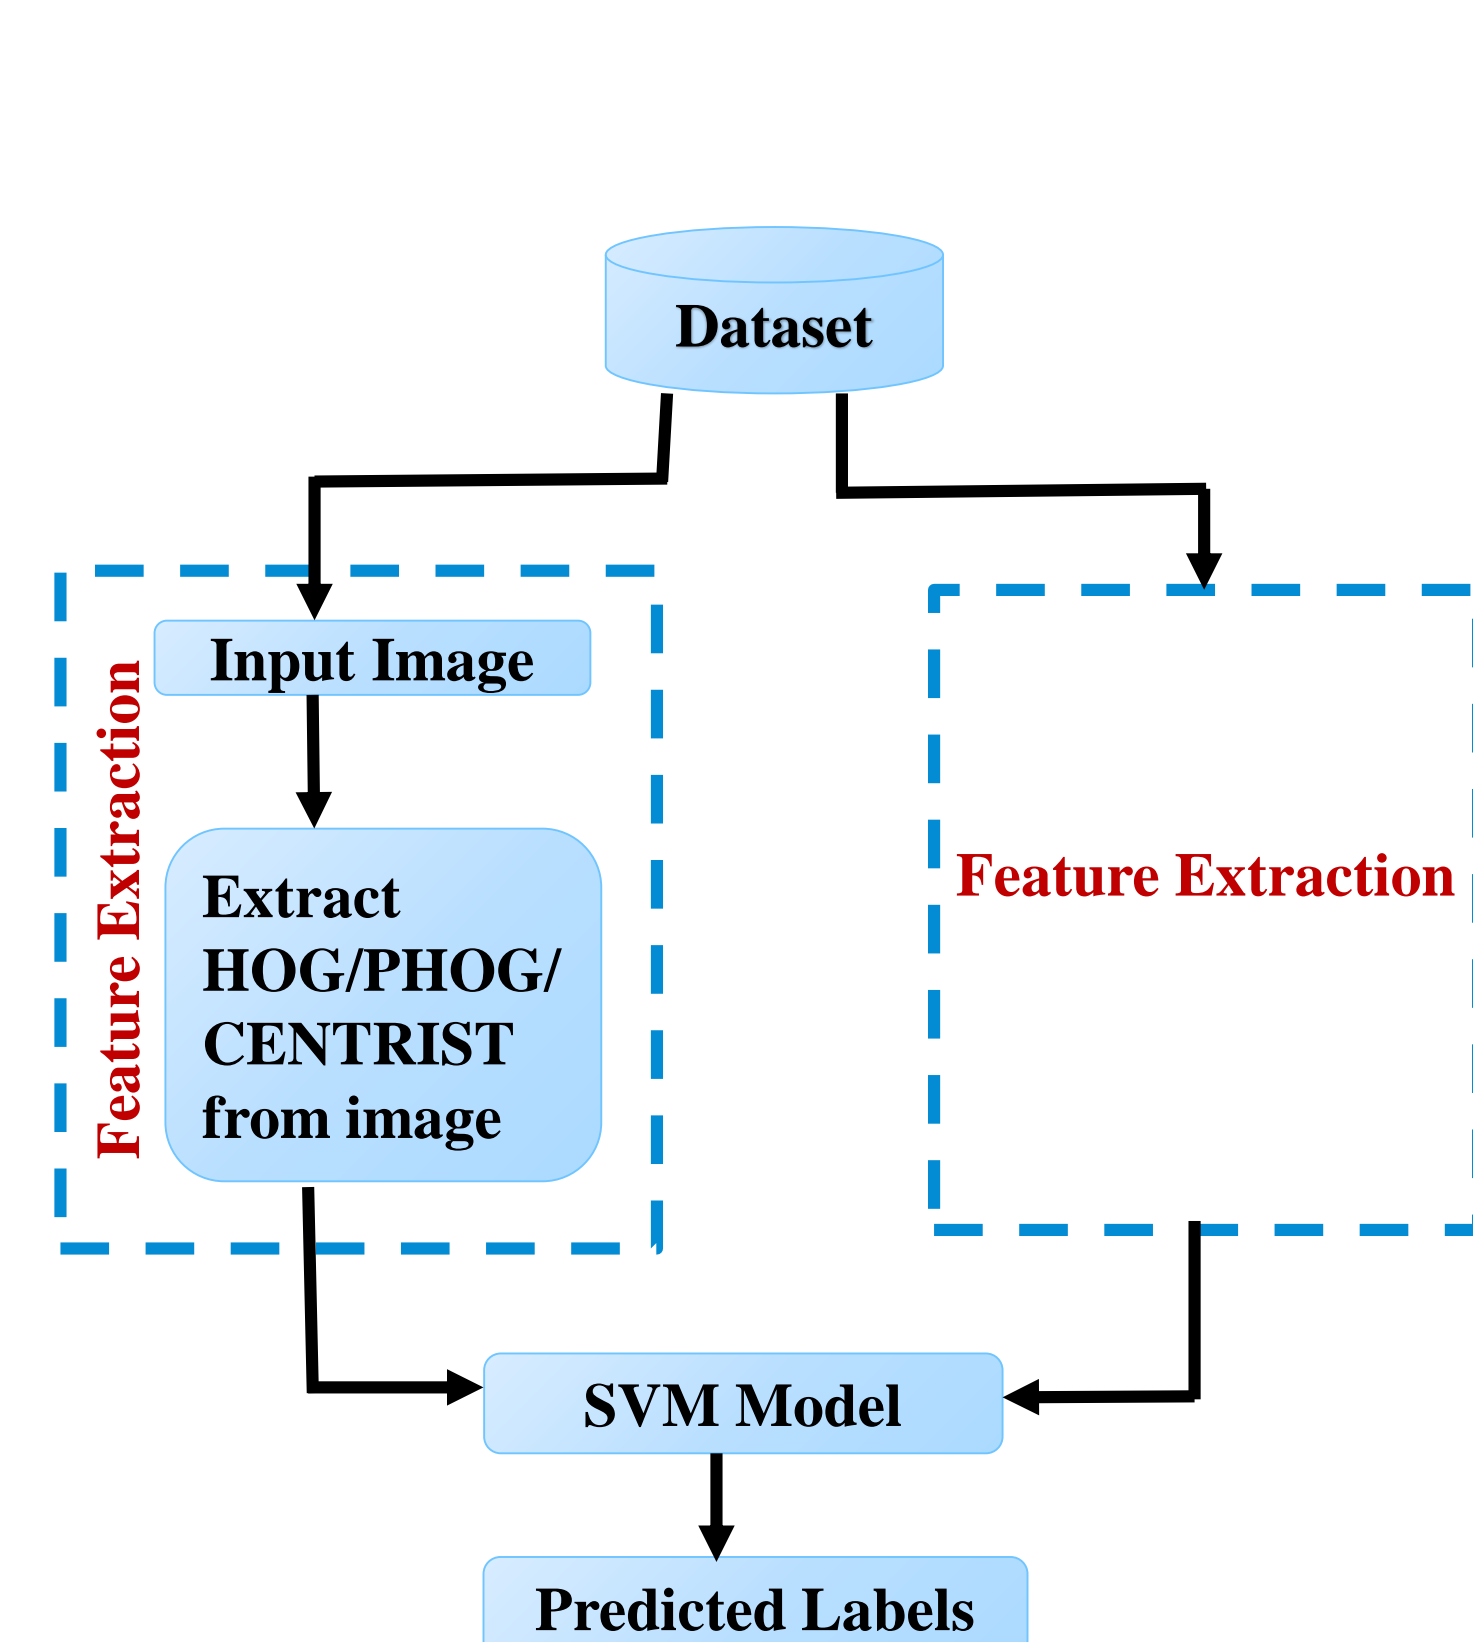 Dataset
Input Image
Feature Extraction
Extract
HOG/PHOG/
CENTRIST
from image
Feature Extraction
SVM Model
Predicted Labels